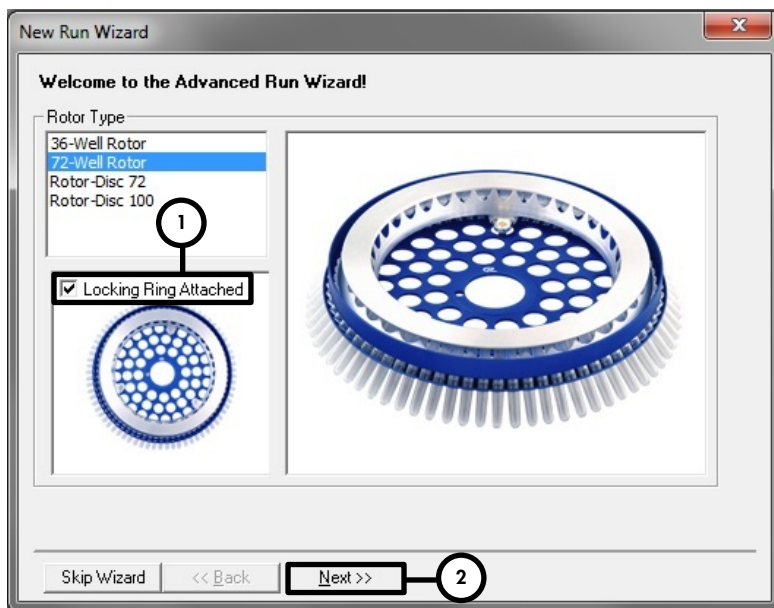 New Run Wizard
Welcome to the Advanced Run Wizard!
Rotor Type
36-Well Rotor
72-Well Rotor
Rotor-Disc 72
Rotor-Disc 100
1
Locking Ring Attached
Skip Wizard
<< Back
Next >>
2